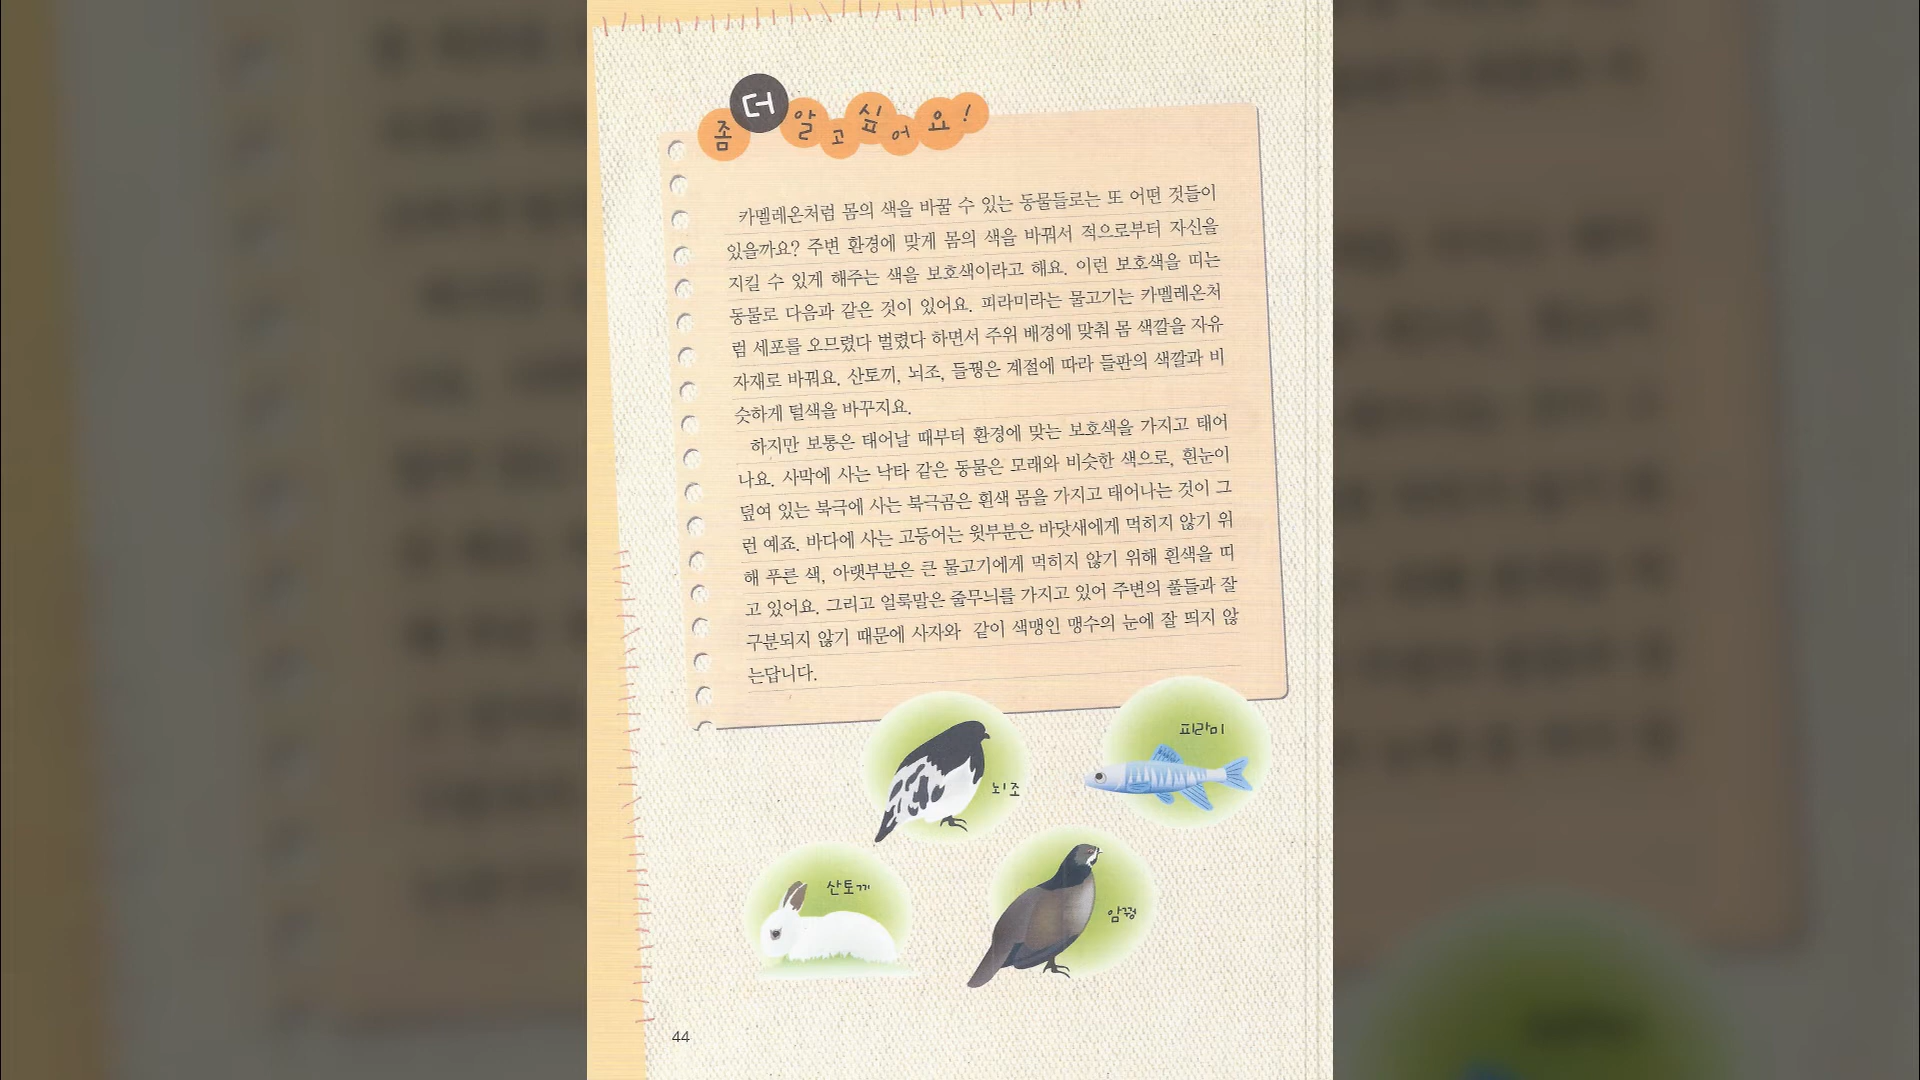 좀 더 알고 싶어요!
카멜레온처럼 몸의 색을 바꿀 수 있는 동물들로는 또 어떤 것들이
있을까요? 주변 환경에 맞게 몸의 색을 바꿔서 적으로부터 자신을
지킬 수 있게 해주는 색을 보호색이라고 해요. 이런 보호색을 띠는
동물로 다음과 같은 것이 있어요. 피라미라는 물고기는 카멜레온처
럼 세포를 오므렸다 벌렸다 하면서 주위 배경에 맞춰 몸 색깔을 자유
자재로 바꿔요. 산토끼, 뇌조, 들꿩은 계절에 따라 들판의 색깔과 비
슷하게 털색을 바꾸지요.
하지만 보통은 태어날 때부터 환경에 맞는 보호색을 가지고 태어
나요. 사막에 사는 낙타 같은 동물은 모래와 비슷한 색으로, 흰눈이
덮여 있는 북극에 사는 북극곰은 흰색 몸을 가지고 태어나는 것이 그
런 예죠. 바다에 사는 고등어는 윗부분은 바닷새에게 먹히지 않기 위
해 푸른 색, 아랫부분은 큰 물고기에게 먹히지 않기 위해 흰색을 띠
고 있어요. 그리고 얼룩말은 줄무늬를 가지고 있어 주변의 풀들과 잘
구분되지 않기 때문에 사자와 같이 색맹인 맹수의 눈에 잘 띄지 않
는답니다.
피라미
뇌조
산토끼
암꿩
44